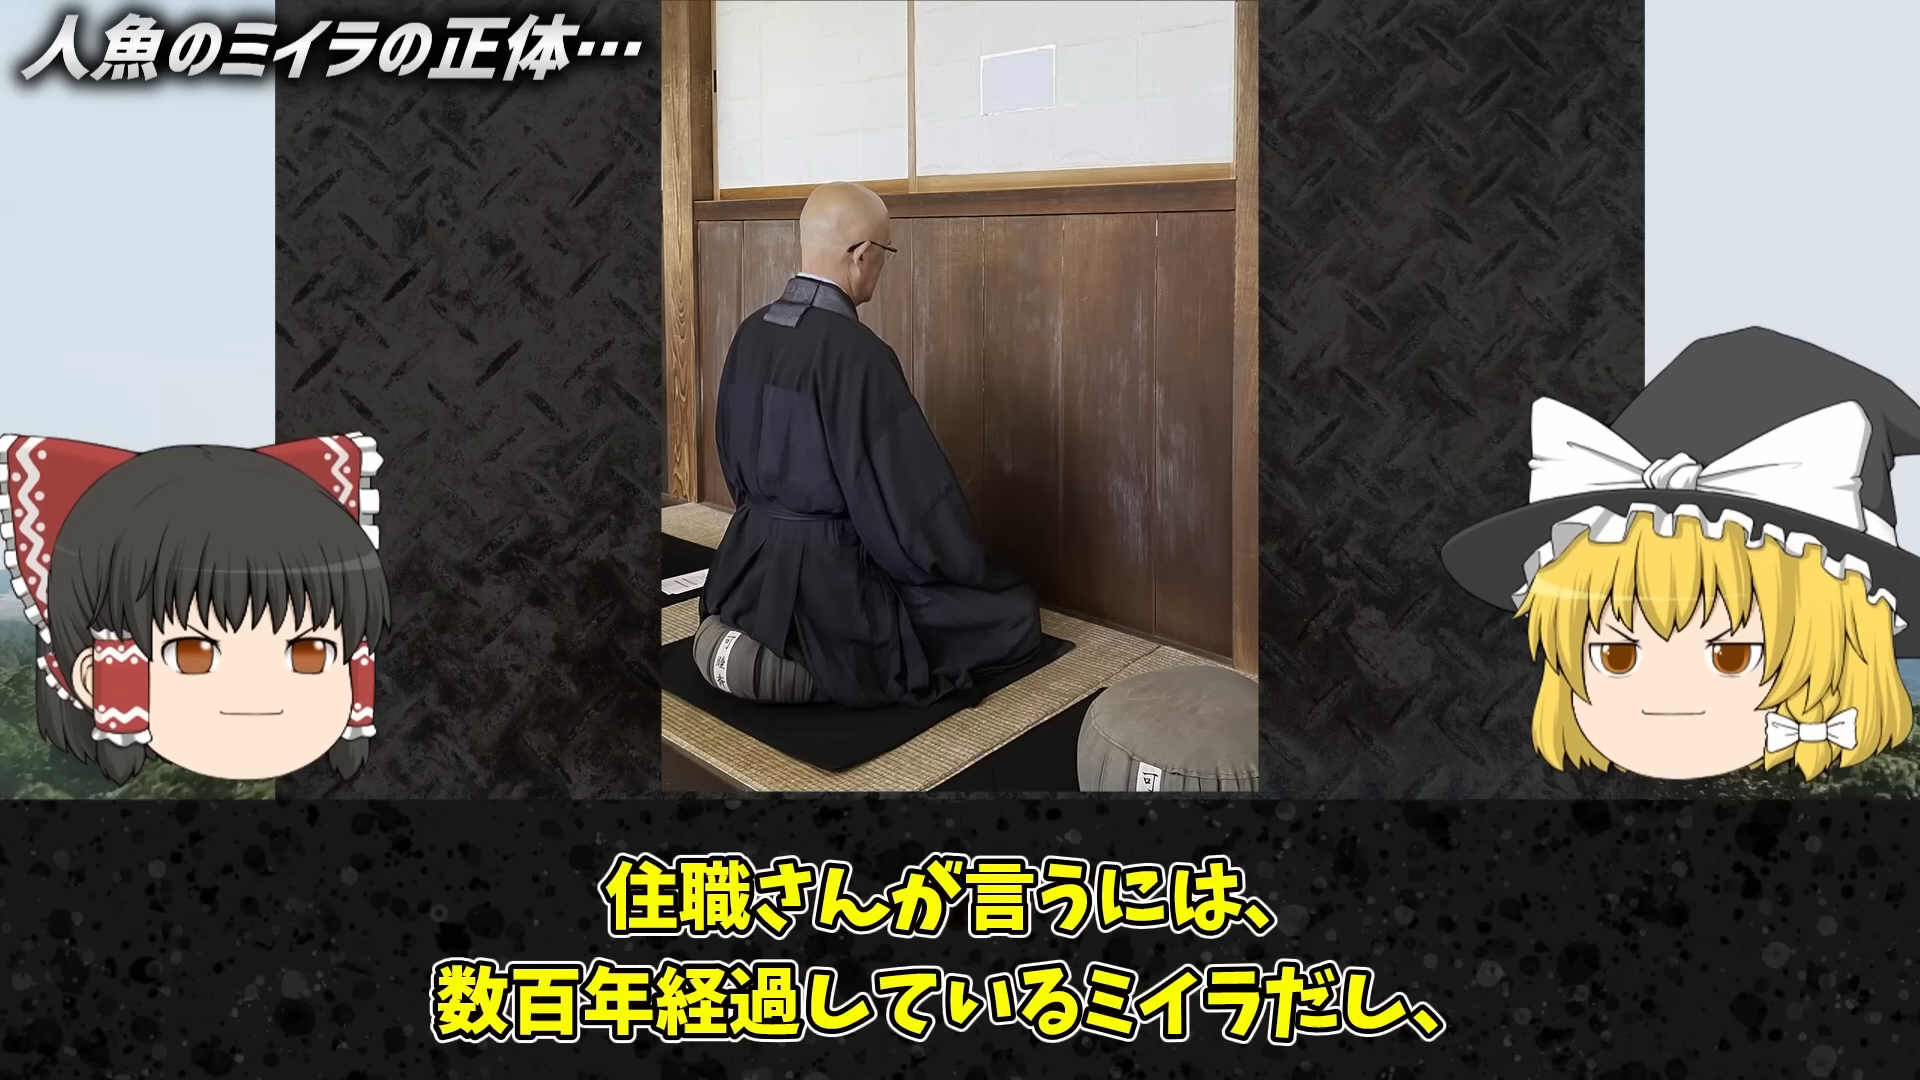 人魚のミイラの正体…
住職さんが言うには、
数百年経過しているミイラだし、
可